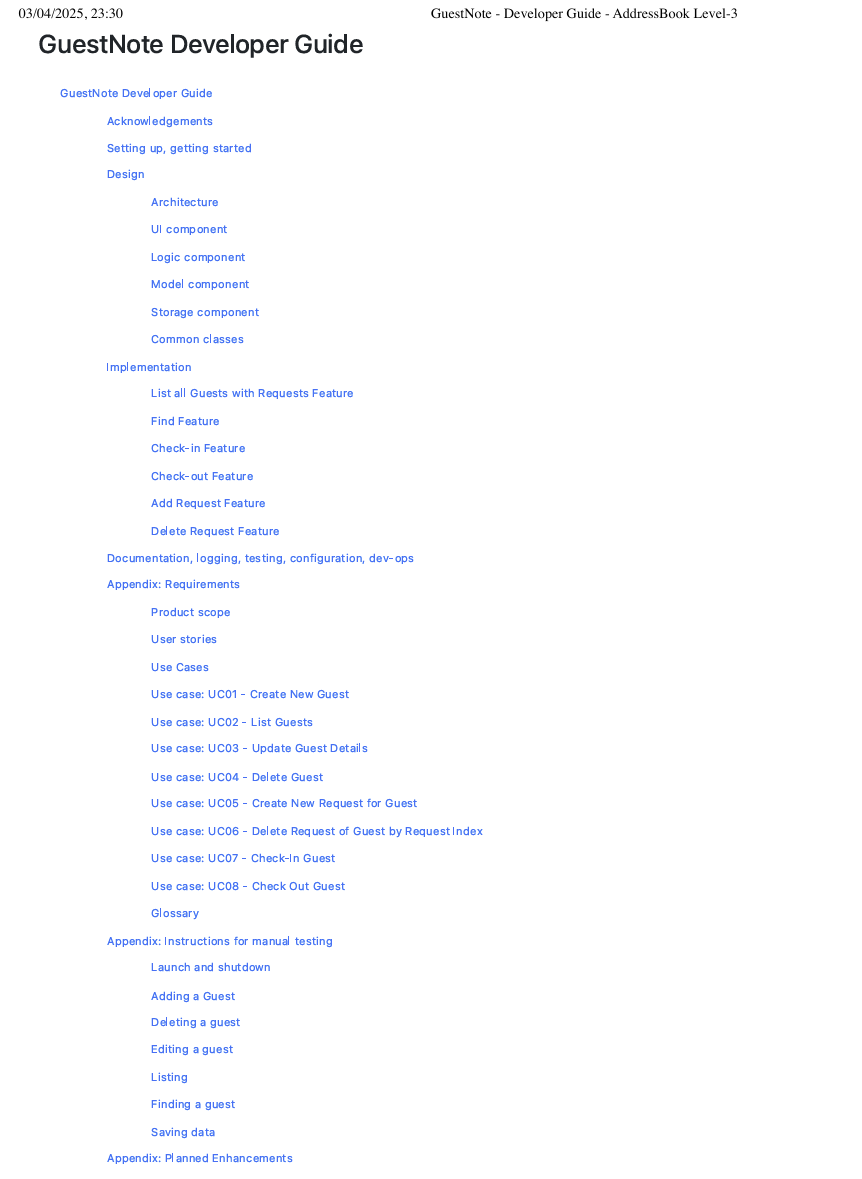 03/04/2025, 23:30 GuestNote - Developer Guide - AddressBook Level-3
GuestNote Developer Guide
GuestNote Developer Guide
Acknowledgements
Setting up, getting started
Design
Architecture
UI component
Logic component
Model component
Storage component
Common classes
Implementation
List all Guests with Requests Feature
Find Feature
Check-in Feature
Check-out Feature
Add Request Feature
Delete Request Feature
Documentation, logging, testing, configuration, dev-ops
Appendix: Requirements
Product scope
User stories
Use Cases
Use case: UC01 - Create New Guest
Use case: UC02 - List Guests
Use case: UC03 - Update Guest Details
Use case: UC04 - Delete Guest
Use case: UC05 - Create New Request for Guest
Use case: UC06 - Delete Request of Guest by Request Index
Use case: UC07 - Check-In Guest
Use case: UC08 - Check Out Guest
Glossary
Appendix: Instructions for manual testing
Launch and shutdown
Adding a Guest
Deleting a guest
Editing a guest
Listing
Finding a guest
Saving data
Appendix: Planned Enhancements